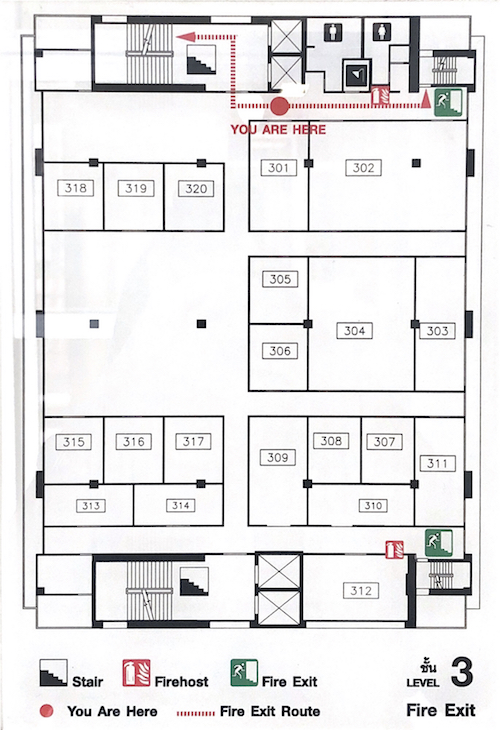 YOU ARE HERE
301
302
318
319
320
305
304
303
306
315
316
317
309
308
307
311
313
314
310
312
Stair
Firehost
Fire Exit
ชั้น
LEVEL 3
You Are Here
Fire Exit Route
Fire Exit